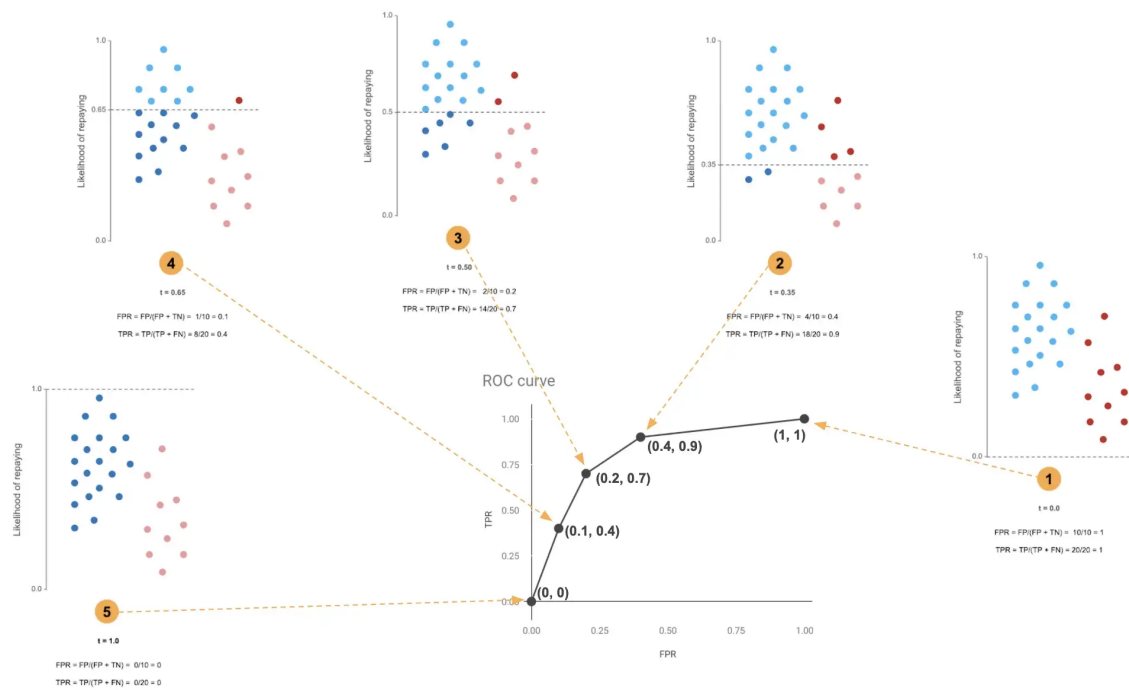 1.0
Likelihood of repaying
0.65
0.0
4
t = 0.65
FPR = FP/(FP + TN) = 1/10 = 0.1
TPR = TP/(TP + FN) = 8/20 = 0.4
1.0
Likelihood of repaying
0.5
0.0
3
t = 0.50
FPR = FP/(FP + TN) = 2/10 = 0.2
TPR = TP/(TP + FN) = 14/20 = 0.7
1.0
Likelihood of repaying
0.35
0.0
2
t = 0.35
FPR = FP/(FP + TN) = 4/10 = 0.4
TPR = TP/(TP + FN) = 18/20 = 0.9
1.0
Likelihood of repaying
0.0
1
t = 0.0
FPR = FP/(FP + TN) = 10/10 = 1
TPR = TP/(TP + FN) = 20/20 = 1
1.0
Likelihood of repaying
0.0
5
t = 1.0
FPR = FP/(FP + TN) = 0/10 = 0
TPR = TP/(TP + FN) = 0/20 = 0
ROC curve
1.00
0.75
0.50
0.25
0.00
TPR
(1, 1)
(0.4, 0.9)
(0.2, 0.7)
(0.1, 0.4)
(0, 0)
0.00 0.25 0.50 0.75 1.00
FPR